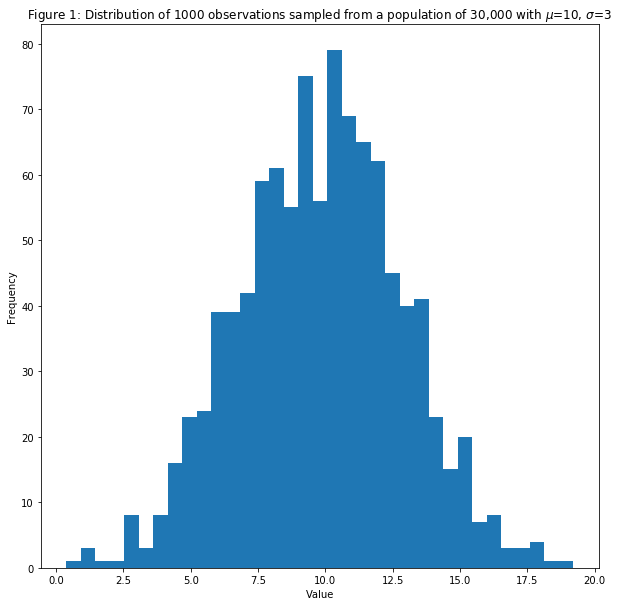 Figure 1: Distribution of 1000 observations sampled from a population of 30,000 with μ=10, σ=3
80
70
60
50
40
30
20
10
0
Frequency
0.0 2.5 5.0 7.5 10.0 12.5 15.0 17.5 20.0
Value